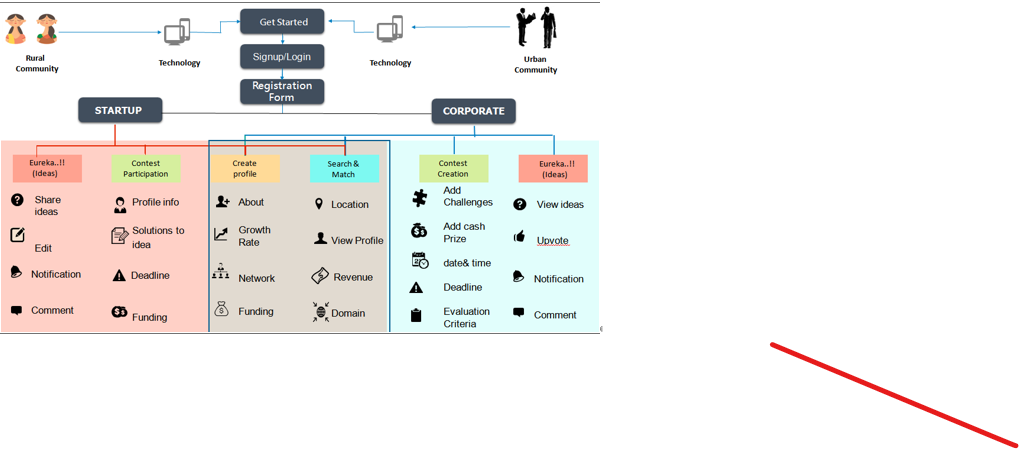 Get Started
Rural
Community
Technology
Signup/Login
Technology
Urban
Community
Registration
Form
STARTUP
CORPORATE
Eureka..!!
(Ideas)
Contest
Participation
Create
profile
Search &
Match
Contest
Creation
Eureka..!!
(Ideas)
Share
ideas
Edit
Notification
Comment
Profile info
Solutions to
idea
Deadline
Funding
About
Growth
Rate
Network
Funding
Location
View Profile
Revenue
Domain
Add
Challenges
Add cash
Prize
date& time
Deadline
Evaluation
Criteria
View ideas
Upvote
Notification
Comment